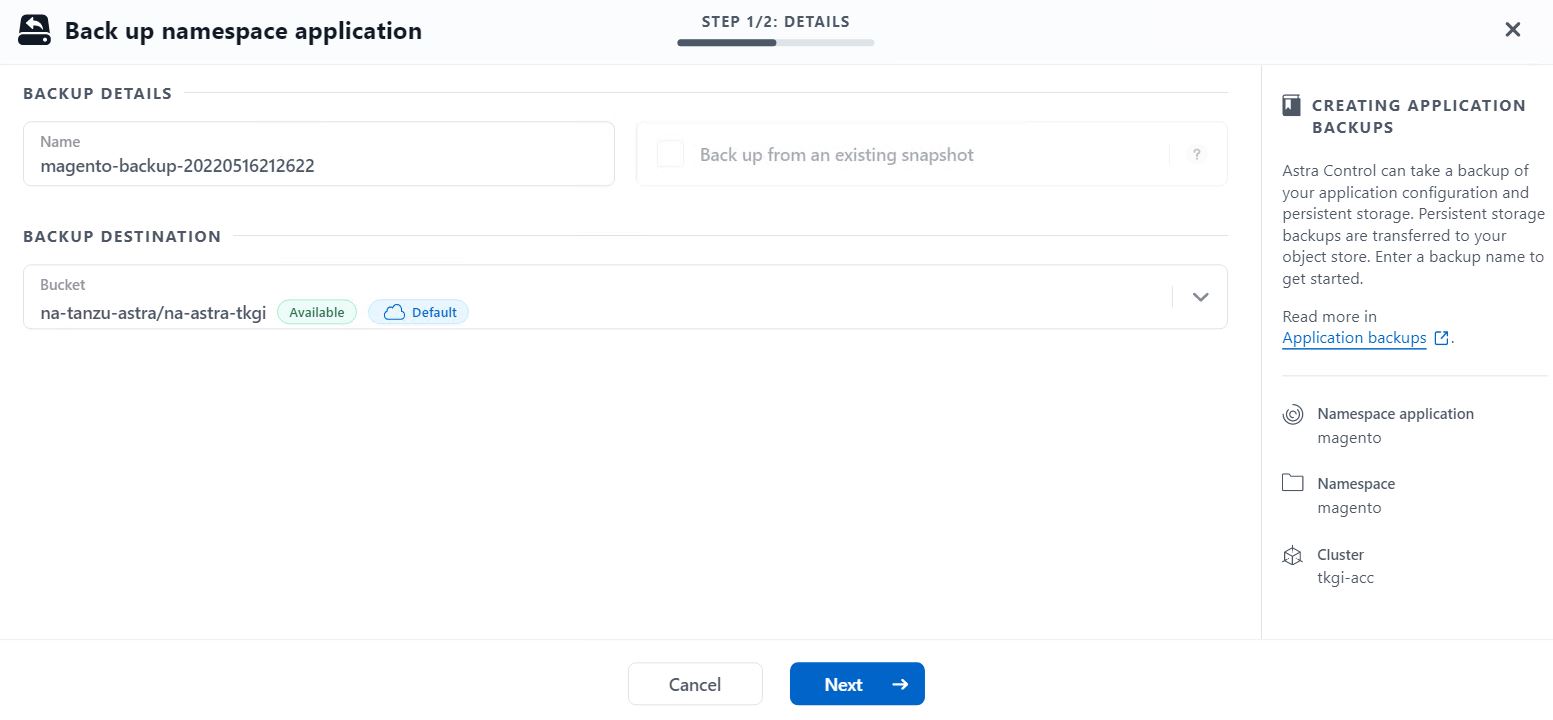 Back up namespace application
STEP 1/2: DETAILS
BACKUP DETAILS
Name
magento-backup-20220516212622
Back up from an existing snapshot
?
BACKUP DESTINATION
Bucket
na-tanzu-astra/na-astra-tkgi Available Default
CREATING APPLICATION
BACKUPS
Astra Control can take a backup of
your application configuration and
persistent storage. Persistent storage
backups are transferred to your
object store. Enter a backup name to
get started.
Read more in
Application backups .
Namespace application
magento
Namespace
magento
Cluster
tkgi-acc
Cancel
Next